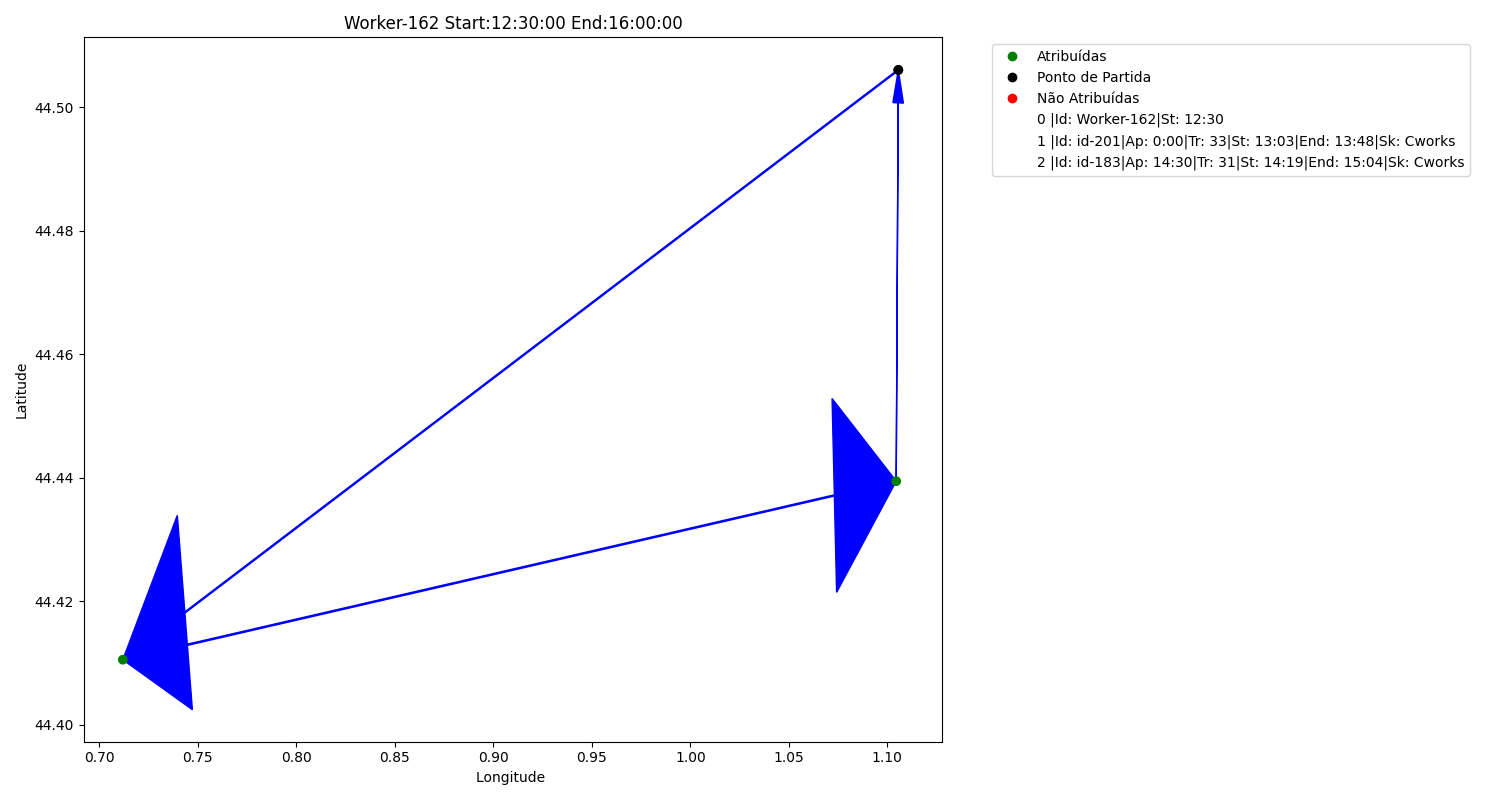 Worker-162 Start:12:30:00 End:16:00:00
44.50
44.48
44.46
44.44
44.42
44.40
Latitude
0.70 0.75 0.80 0.85 0.90 0.95 1.00 1.05 1.10
Longitude
Atribuídas
Ponto de Partida
Não Atribuídas
0 |Id: Worker-162|St: 12:30
1 |Id: id-201|Ap: 0:00|Tr: 33|St: 13:03|End: 13:48|Sk: Cworks
2 |Id: id-183|Ap: 14:30|Tr: 31|St: 14:19|End: 15:04|Sk: Cworks